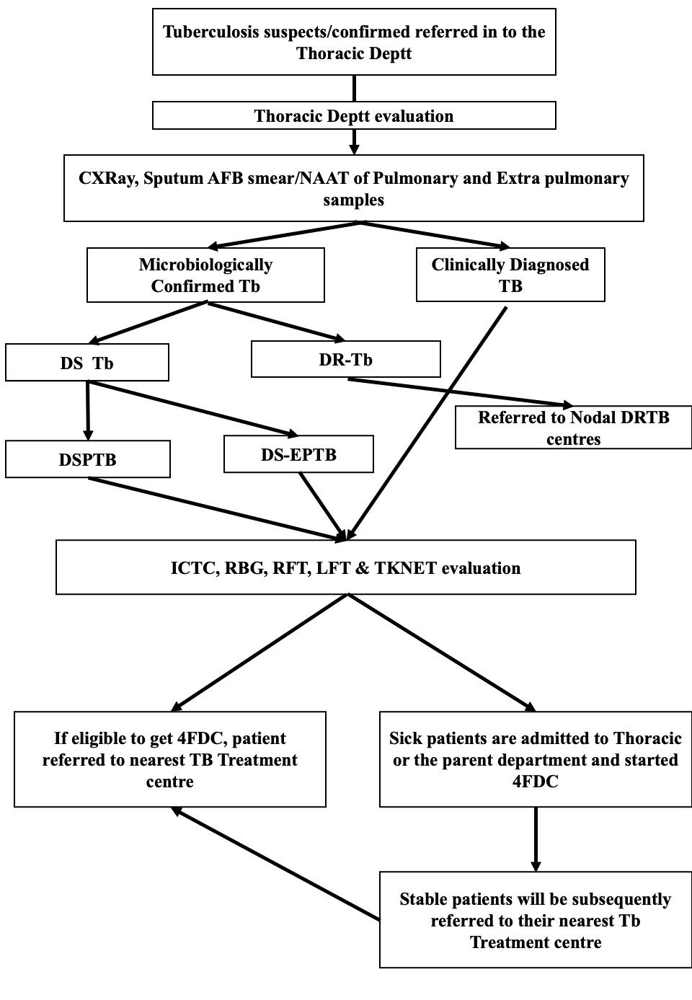 Tuberculosis suspects/confirmed referred in to the
Thoracic Deptt
Thoracic Deptt evaluation
CXRay, Sputum AFB smear/NAAT of Pulmonary and Extra pulmonary
samples
Microbiologically
Confirmed Tb
Clinically Diagnosed
TB
DS Tb
DR-Tb
Referred to Nodal DRTB
centres
DSPTB
DS-EPTB
ICTC, RBG, RFT, LFT & TKNET evaluation
If eligible to get 4FDC, patient
referred to nearest TB Treatment
centre
Sick patients are admitted to Thoracic
or the parent department and started
4FDC
Stable patients will be subsequently
referred to their nearest Tb
Treatment centre